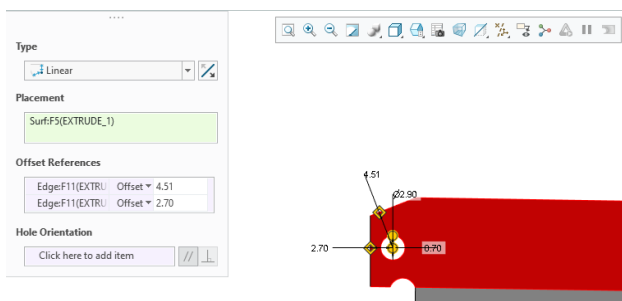 Type
Linear
Placement
Surf:F5(EXTRUDE_1)
Offset References
Edge:F11(EXTRU Offset 4.51
Edge:F11(EXTRU Offset 2.70
Hole Orientation
Click here to add item
4.51
Ø2.90
2.70
0.70